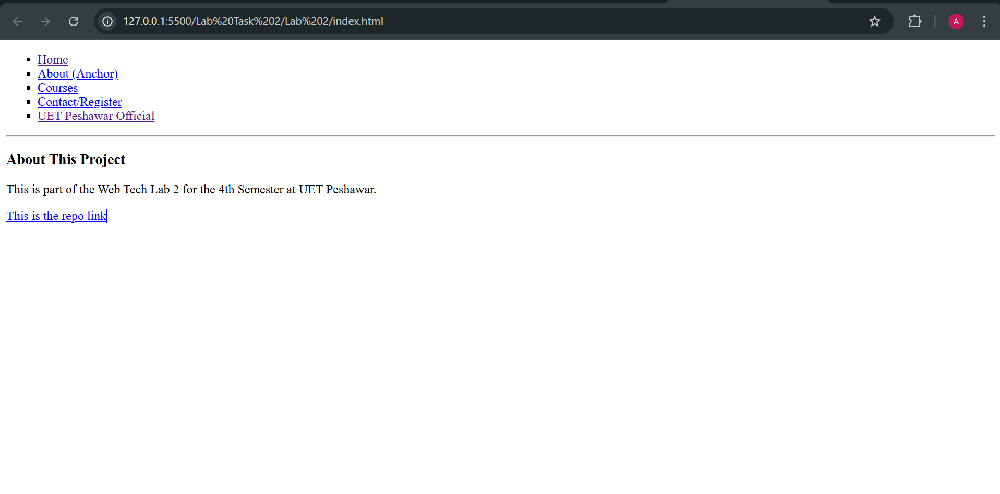 127.0.0.1:5500/Lab%20Task%202/Lab%202/index.html
A
Home
About (Anchor)
Courses
Contact/Register
UET Peshawar Official
About This Project
This is part of the Web Tech Lab 2 for the 4th Semester at UET Peshawar.
This is the repo link